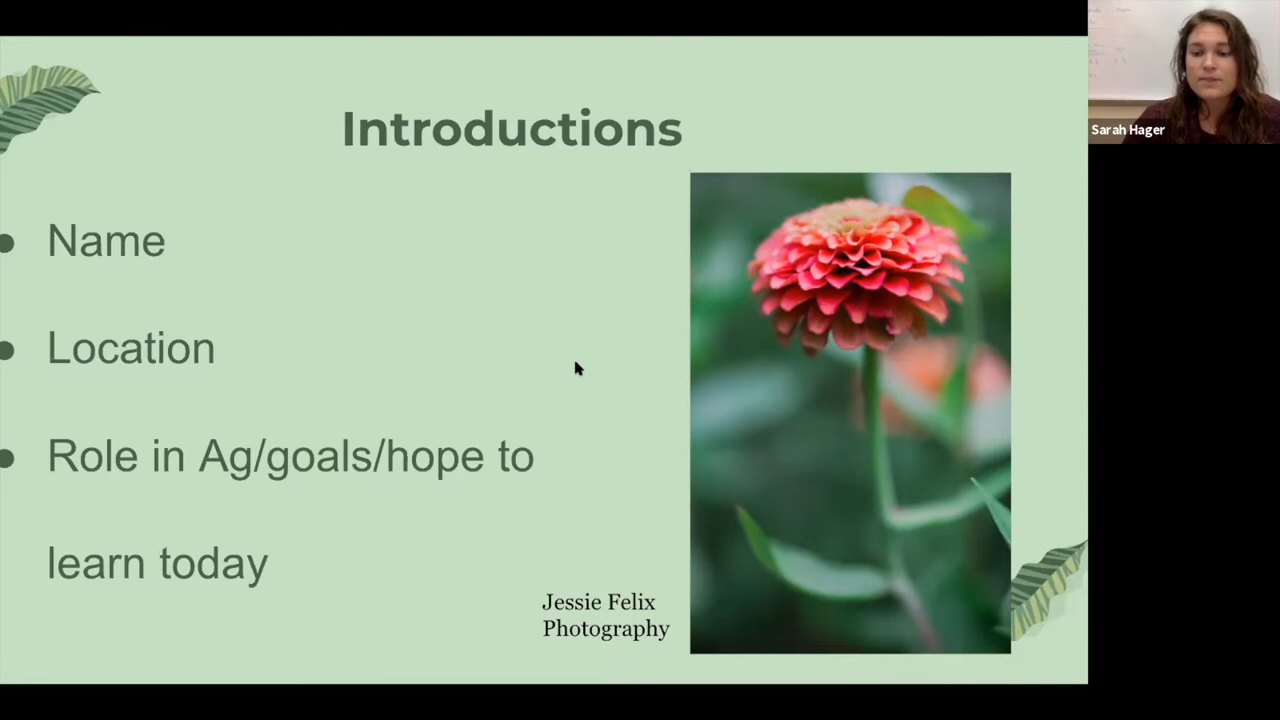 Introductions
● Name
● Location
● Role in Ag/goals/hope to
learn today
Jessie Felix
Photography
Sarah Hager